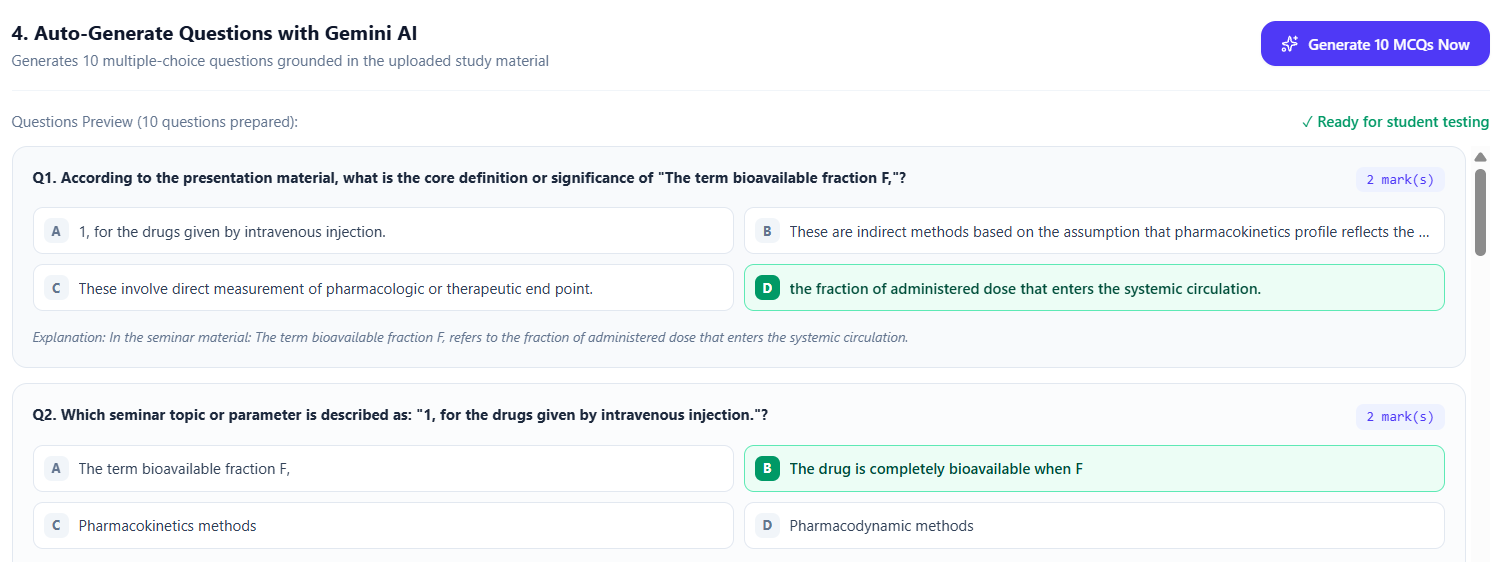 4. Auto-Generate Questions with Gemini AI
Generates 10 multiple-choice questions grounded in the uploaded study material
Generate 10 MCQs Now
Questions Preview (10 questions prepared):
✓ Ready for student testing
Q1. According to the presentation material, what is the core definition or significance of "The term bioavailable fraction F,"?
2 mark(s)
A 1, for the drugs given by intravenous injection.
B These are indirect methods based on the assumption that pharmacokinetics profile reflects the ...
C These involve direct measurement of pharmacologic or therapeutic end point.
D the fraction of administered dose that enters the systemic circulation.
Explanation: In the seminar material: The term bioavailable fraction F, refers to the fraction of administered dose that enters the systemic circulation.
Q2. Which seminar topic or parameter is described as: "1, for the drugs given by intravenous injection."?
2 mark(s)
A The term bioavailable fraction F,
B The drug is completely bioavailable when F
C Pharmacokinetics methods
D Pharmacodynamic methods